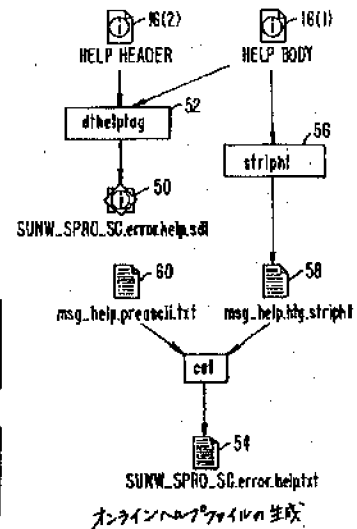 16(2) 16(1)
HELP HEADER HELP BODY
52
dthelptag
56
stripht
50
SUNW_SPRO_SC.error.help.sdl
60 58
msg_help.preascii.txt msg_help.htg.stripht
cat
54
SUNW_SPRO_SC.error.helptxt
オンラインヘルプファイルの生成